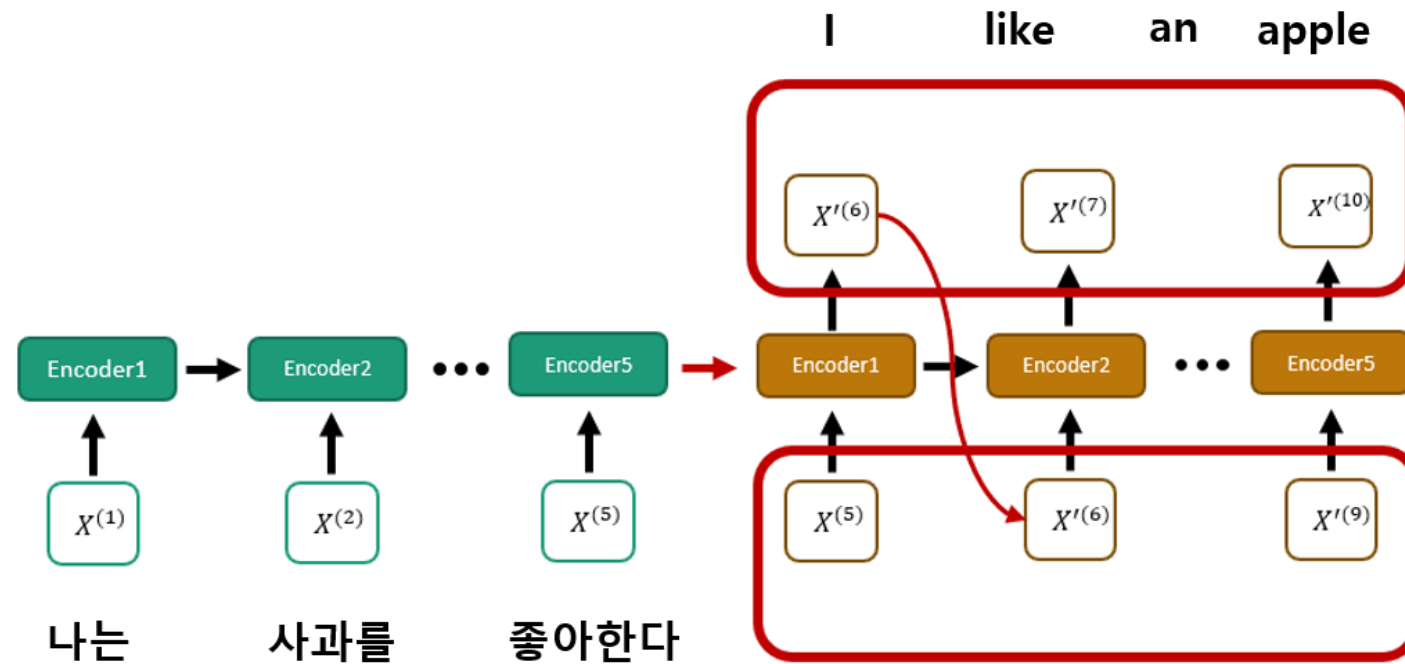 I like an apple
X′(6) X′(7) X′(10)
Encoder1 Encoder2 ••• Encoder5 Encoder1 Encoder2 ••• Encoder5
X(1) X(2) X(5) X(5) X′(6) X′(9)
나는 사과를 좋아한다